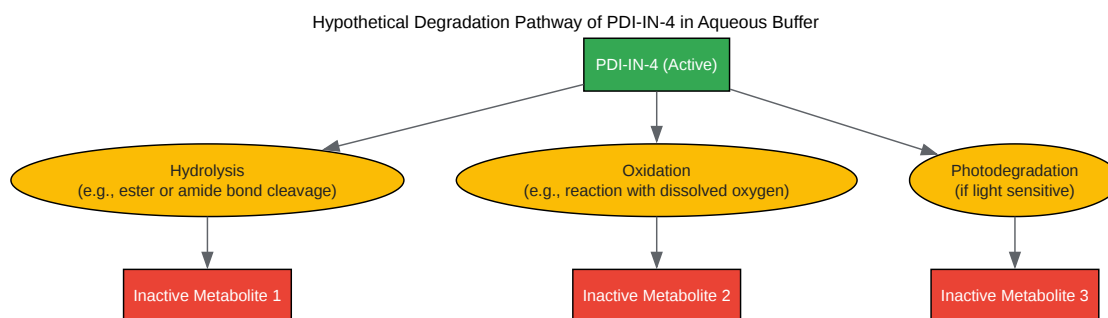 Hypothetical Degradation Pathway of PDI-IN-4 in Aqueous Buffer
PDI-IN-4 (Active)
Hydrolysis
(e.g., ester or amide bond cleavage)
Oxidation
(e.g., reaction with dissolved oxygen)
Photodegradation
(if light sensitive)
Inactive Metabolite 1
Inactive Metabolite 2
Inactive Metabolite 3